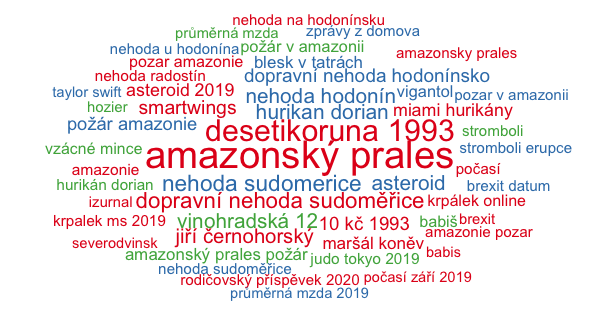 nehoda na hodonínsku
průměrná mzda zprávy z domova
nehoda u hodonína požár v amazonii amazonsky prales
pozar amazonie blesk v tatrách
nehoda radostín dopravní nehoda hodonínsko
taylor swift asteroid 2019 nehoda hodonín vigantol pozar v amazonii
hozier smartwings hurikan dorian miami hurikány
požár amazonie desetikoruna 1993 stromboli
vzácné mince amazonský prales stromboli erupce
amazonie počasí
hurikán dorian nehoda sudomerice asteroid brexit datum
izurnal dopravní nehoda sudoměřice krpálek online
krpalek ms 2019 vinohradská 12 10 kč 1993 babiš brexit
severodvinsk jiří černohorský maršál koněv amazonie pozar
amazonský prales požár judo tokyo 2019 babis
nehoda sudoměřice rodičovský příspěvek 2020 počasí září 2019
průměrná mzda 2019